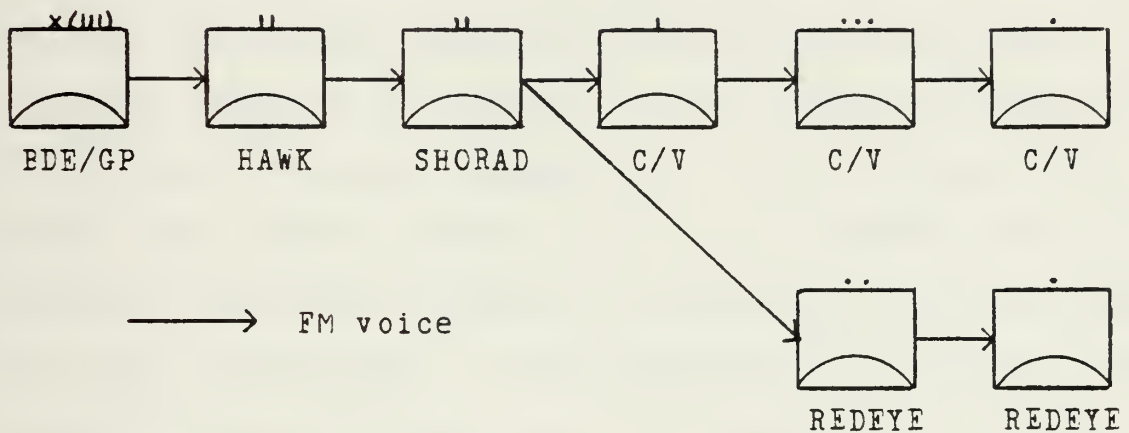 X(III) II II I ... .
BDE/GP HAWK SHORAD C/V C/V C/V
.. .
FM voice
REDEYE REDEYE